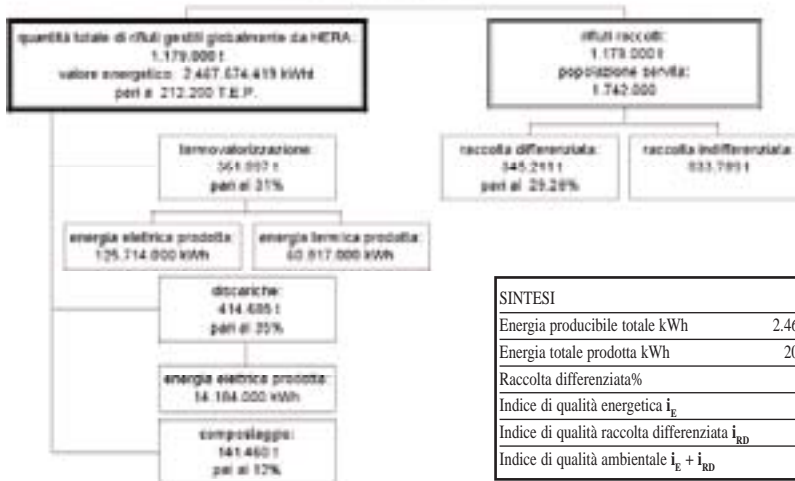 quantità totale di rifiuti gestiti globalmente da HERA:
1.179.000 t
valore energetico: 2.467.674.419 kWh
pari a 212.200 T.E.P.
rifiuti raccolti:
1.179.000 t
popolazione servita:
1.742.000
termovalorizzazione:
pari al 31%
raccolta differenziata:
345.211 t
pari al 29.28%
raccolta indifferenziata:
833.789 t
energia elettrica prodotta:
125.714.000 kWh
energia termica prodotta:
60.817.000 kWh
discariche:
414.685 t
pari al 35%
energia elettrica prodotta:
14.184.000 kWh
compostaggio:
141.460 t
pari al 12%
SINTESI
Energia producibile totale kWh 2.46
Energia totale prodotta kWh 20
Raccolta differenziata%
Indice di qualità energetica iE
Indice di qualità raccolta differenziata iRD
Indice di qualità ambientale iE + iRD